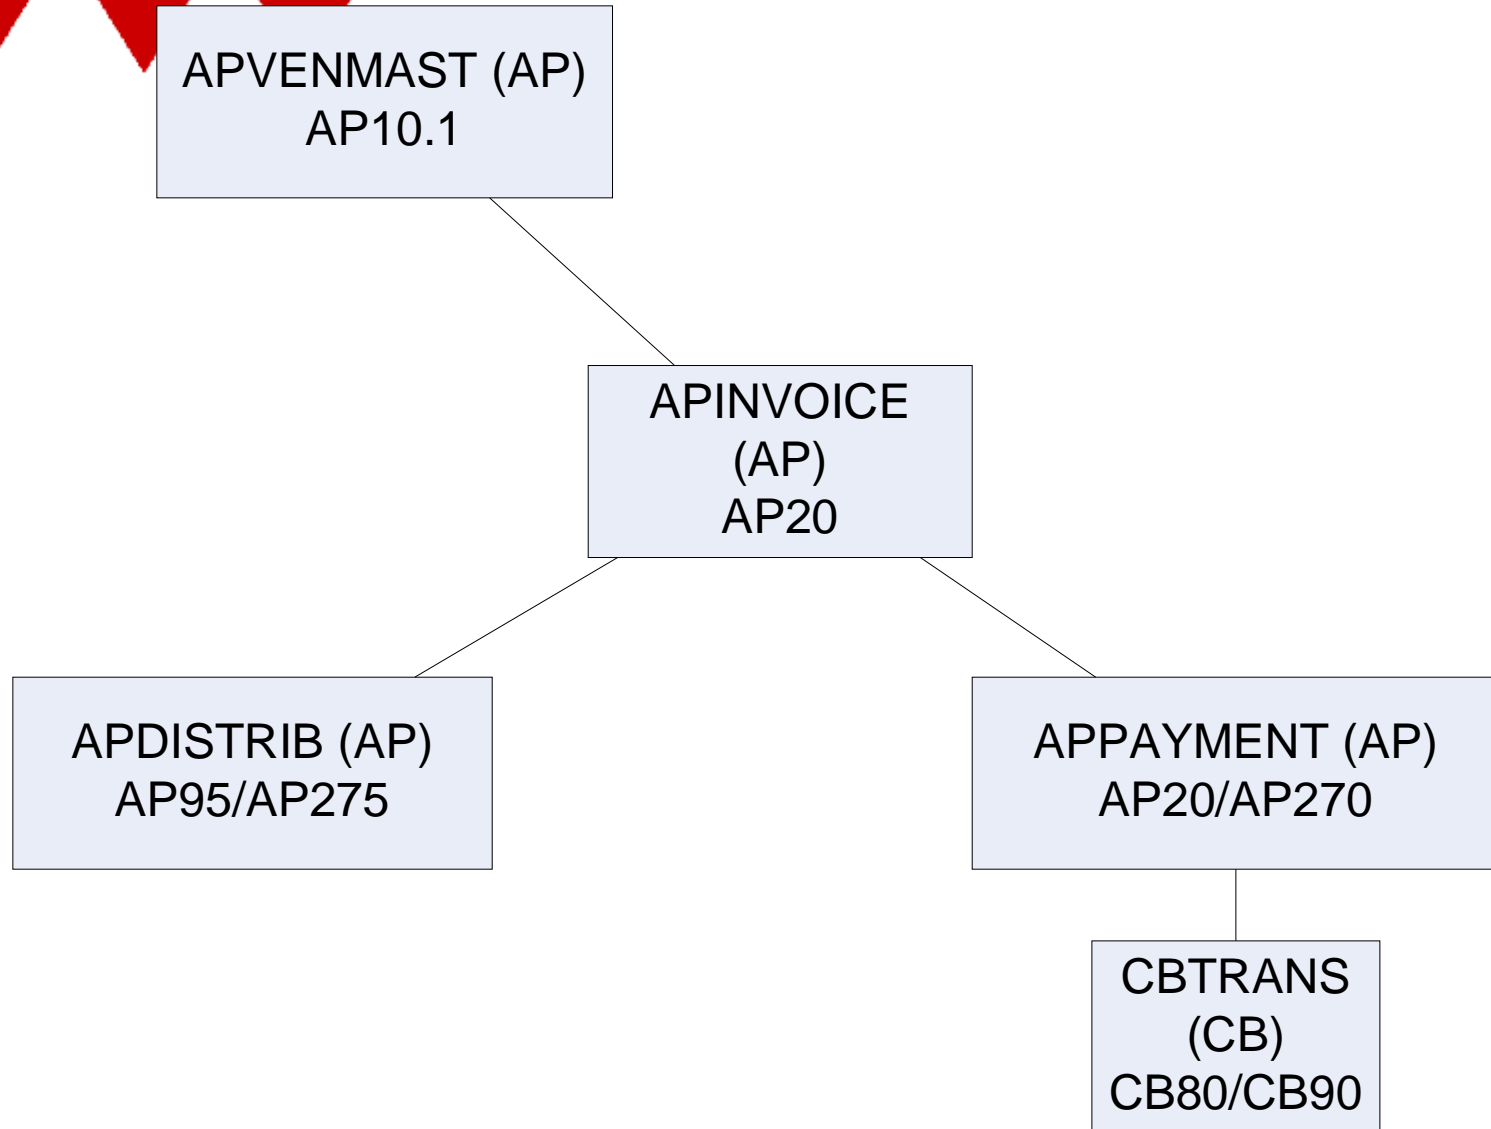 APVENMAST (AP)
AP10.1
APINVOICE
(AP)
AP20
APDISTRIB (AP)
AP95/AP275
APPAYMENT (AP)
AP20/AP270
CBTRANS
(CB)
CB80/CB90